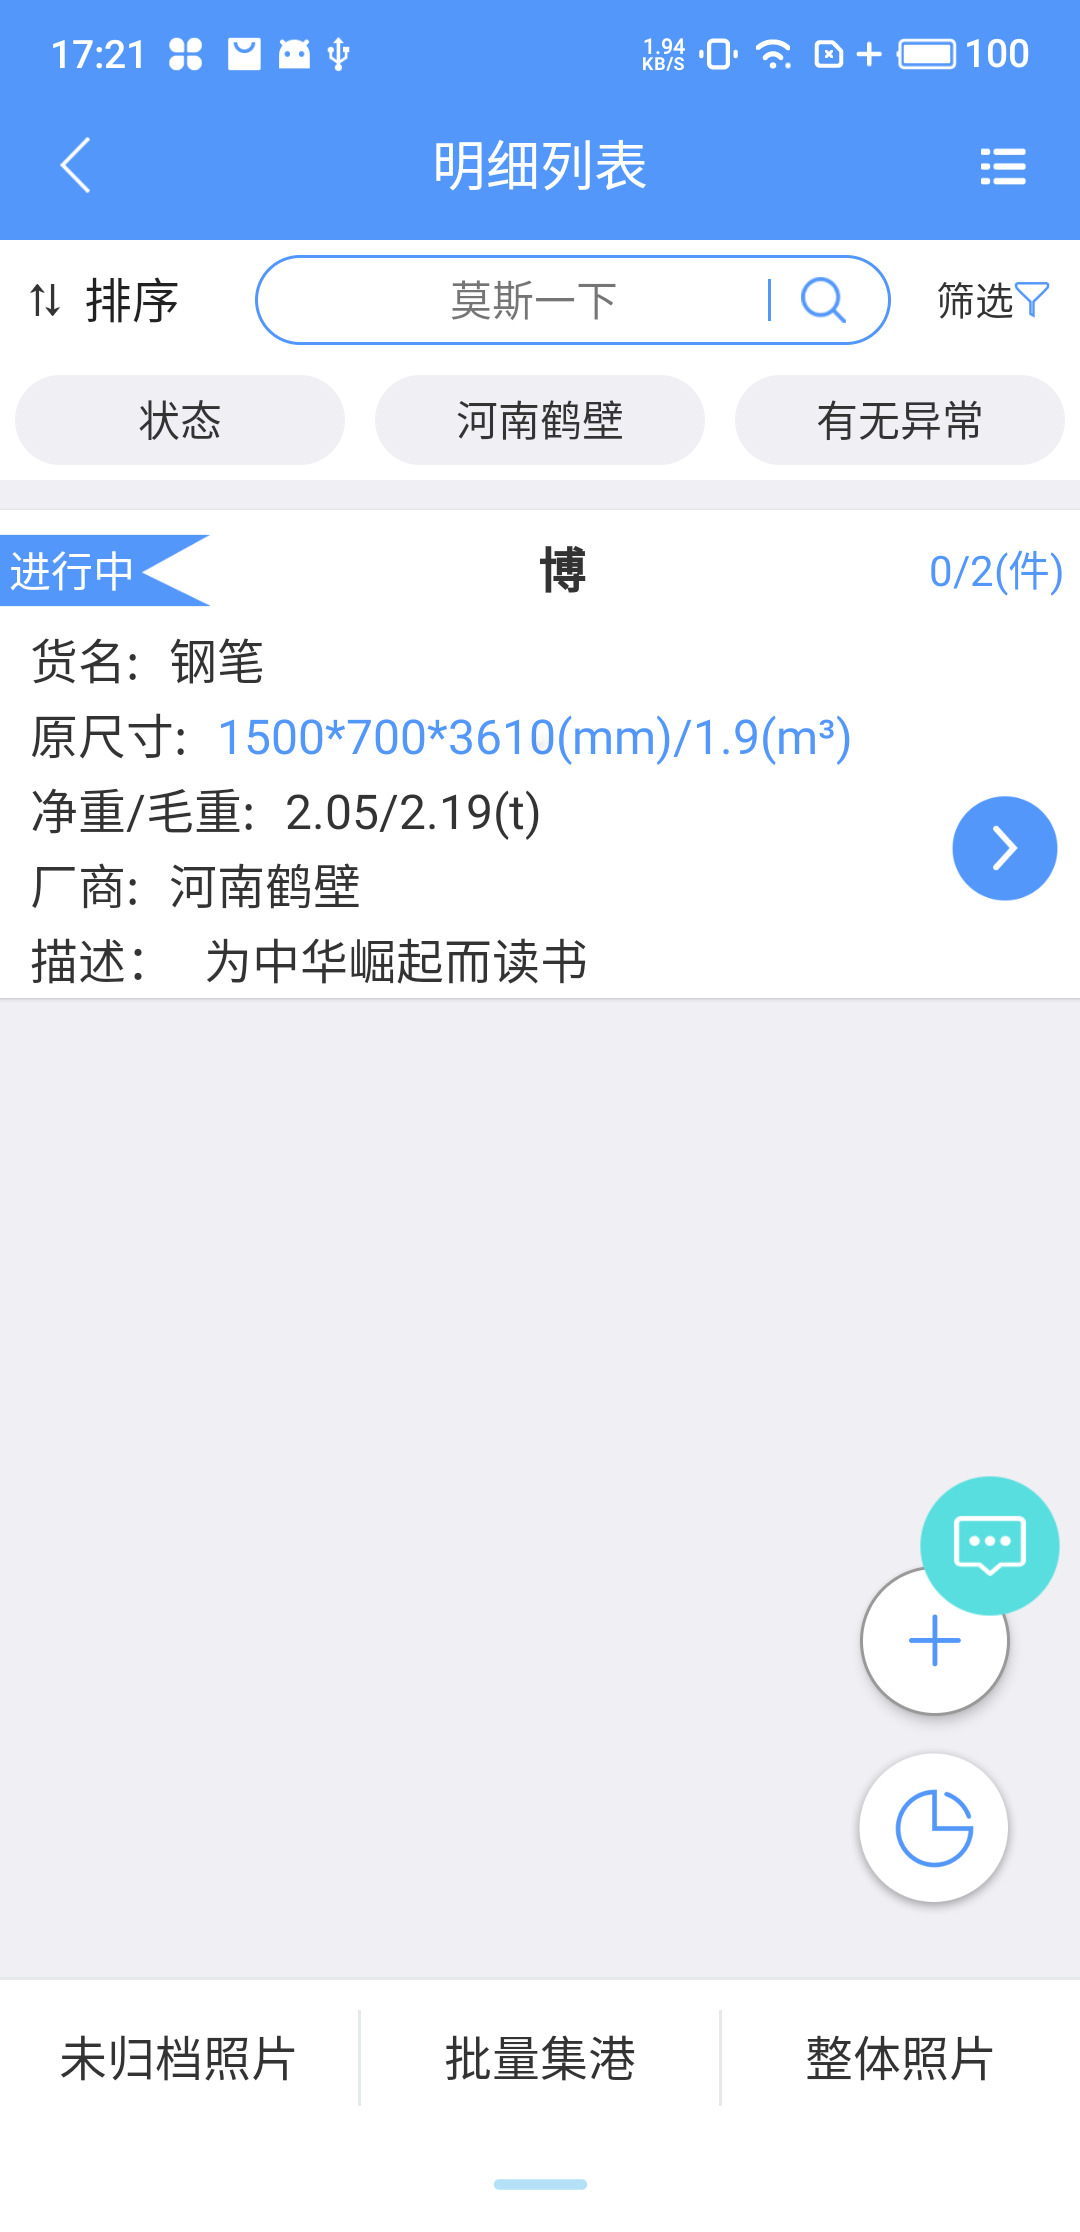 17:21 1.94 KB/S 100
明细列表
排序 莫斯一下 筛选
状态 河南鹤壁 有无异常
进行中 博 0/2(件)
货名: 钢笔
原尺寸: 1500*700*3610(mm)/1.9(m³)
净重/毛重: 2.05/2.19(t)
厂商: 河南鹤壁
描述： 为中华崛起而读书
未归档照片 批量集港 整体照片